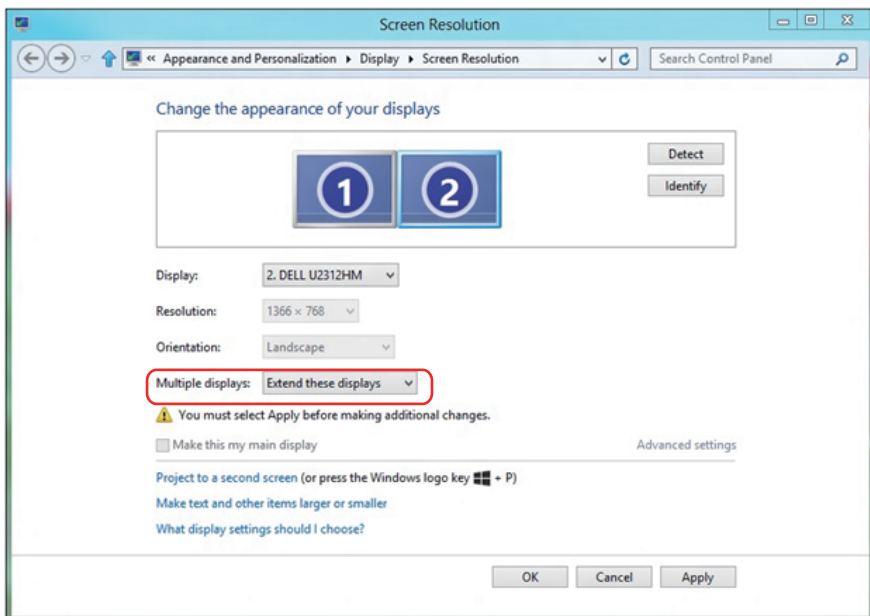 Screen Resolution
« Appearance and Personalization ▸ Display ▸ Screen Resolution
Search Control Panel
Change the appearance of your displays
1 2
Detect
Identify
Display: 2. DELL U2312HM
Resolution: 1366 × 768
Orientation: Landscape
Multiple displays: Extend these displays
You must select Apply before making additional changes.
Make this my main display Advanced settings
Project to a second screen (or press the Windows logo key + P)
Make text and other items larger or smaller
What display settings should I choose?
OK Cancel Apply